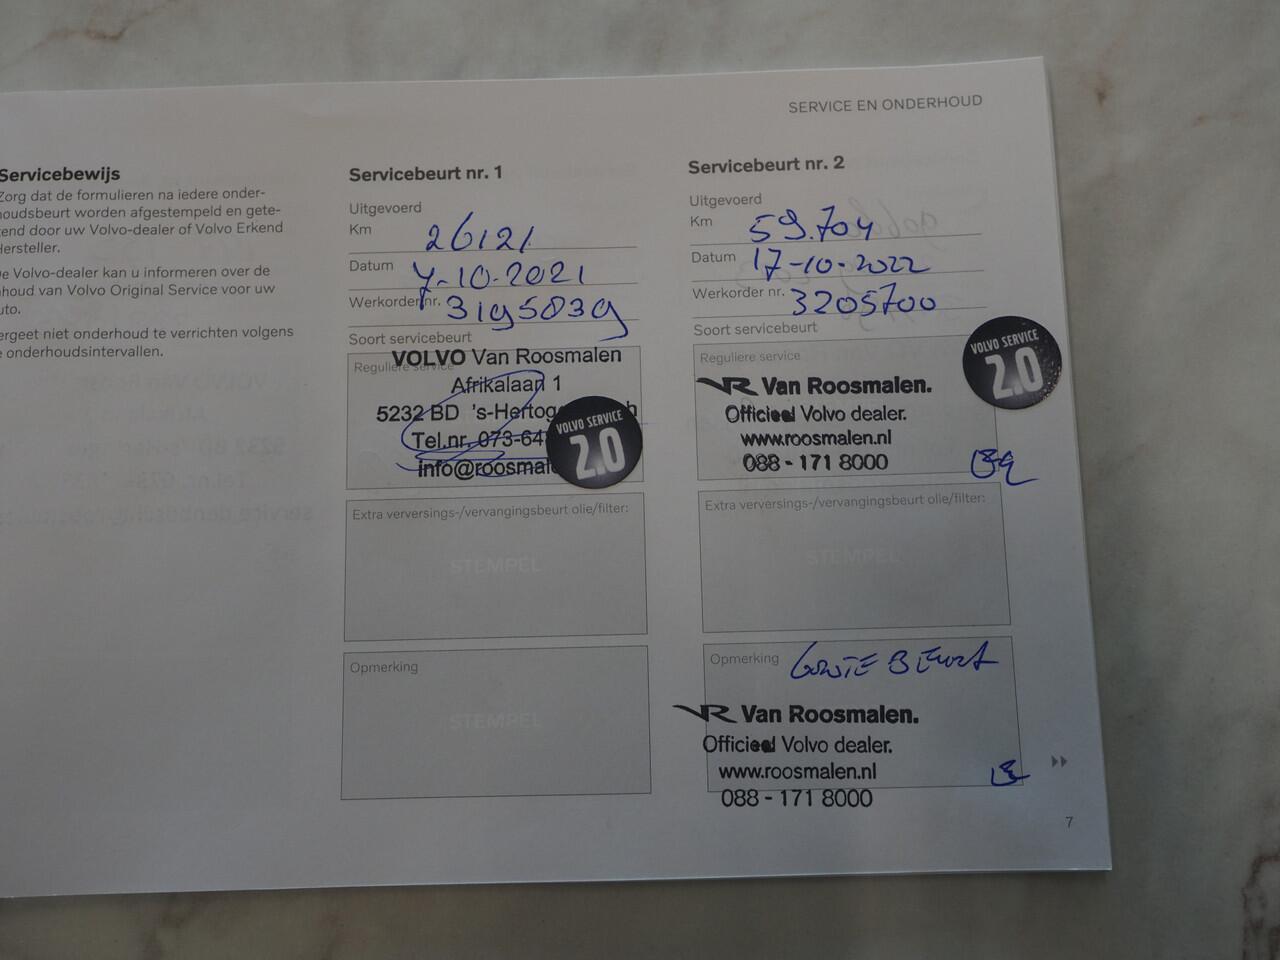 SERVICE EN ONDERHOUD
Servicebewijs
Zorg dat de formulieren na iedere onder-
houdsbeurt worden afgestempeld en gete-
kend door uw Volvo-dealer of Volvo Erkend
Hersteller.
De Volvo-dealer kan u informeren over de
inhoud van Volvo Original Service voor uw
auto.
Vergeet niet onderhoud te verrichten volgens
de onderhoudsintervallen.
Servicebeurt nr. 1
Uitgevoerd
Km 26121
Datum 7-10-2021
Werkorder nr. 3195839
Soort servicebeurt
Reguliere service
VOLVO Van Roosmalen
Afrikalaan 1
5232 BD 's-Hertog
Tel.nr. 073-64
info@roosmale
VOLVO SERVICE
2.0
Extra verversings-/vervangingsbeurt olie/filter:
STEMPEL
Opmerking
STEMPEL
Servicebeurt nr. 2
Uitgevoerd
Km 59.704
Datum 17-10-2022
Werkorder nr. 3205700
Soort servicebeurt
Reguliere service
VOLVO SERVICE
2.0
VR Van Roosmalen.
Officieel Volvo dealer.
www.roosmalen.nl
088 - 171 8000
Extra verversings-/vervangingsbeurt olie/filter:
STEMPEL
Opmerking GROTE BEURT
VR Van Roosmalen.
Officieel Volvo dealer.
www.roosmalen.nl
088 - 171 8000
7